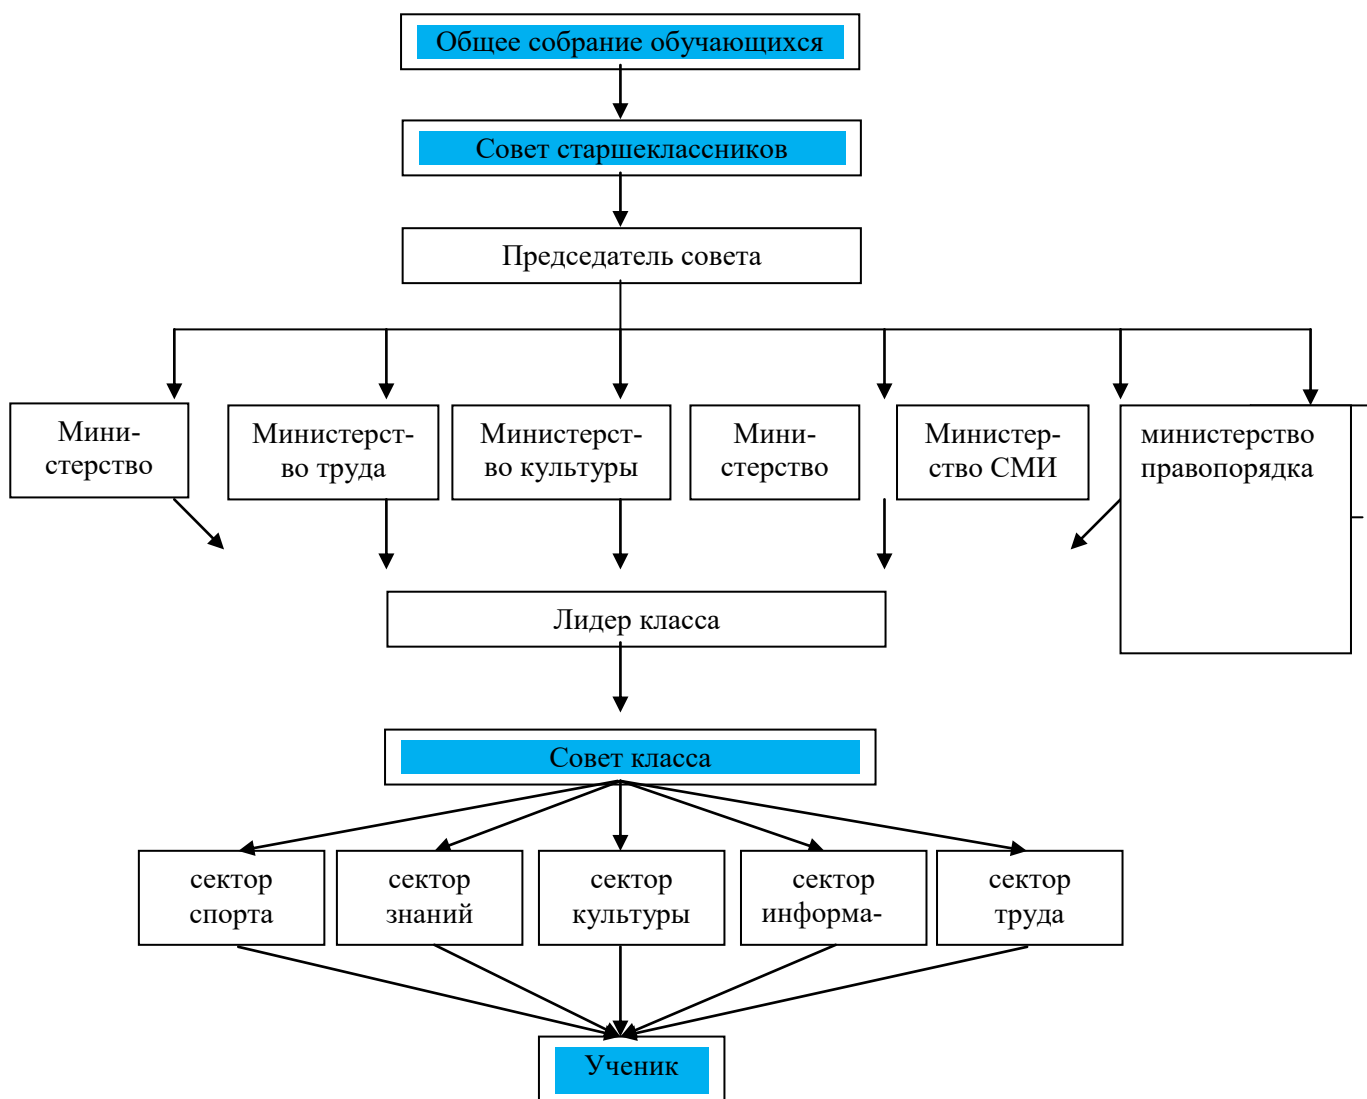 Общее собрание обучающихся
Совет старшеклассников
Председатель совета
Мини-
стерство
Министерст-
во труда
Министерст-
во культуры
Мини-
стерство
Министер-
ство СМИ
министерство
правопорядка
Лидер класса
Совет класса
сектор
спорта
сектор
знаний
сектор
культуры
сектор
информа-
сектор
труда
Ученик